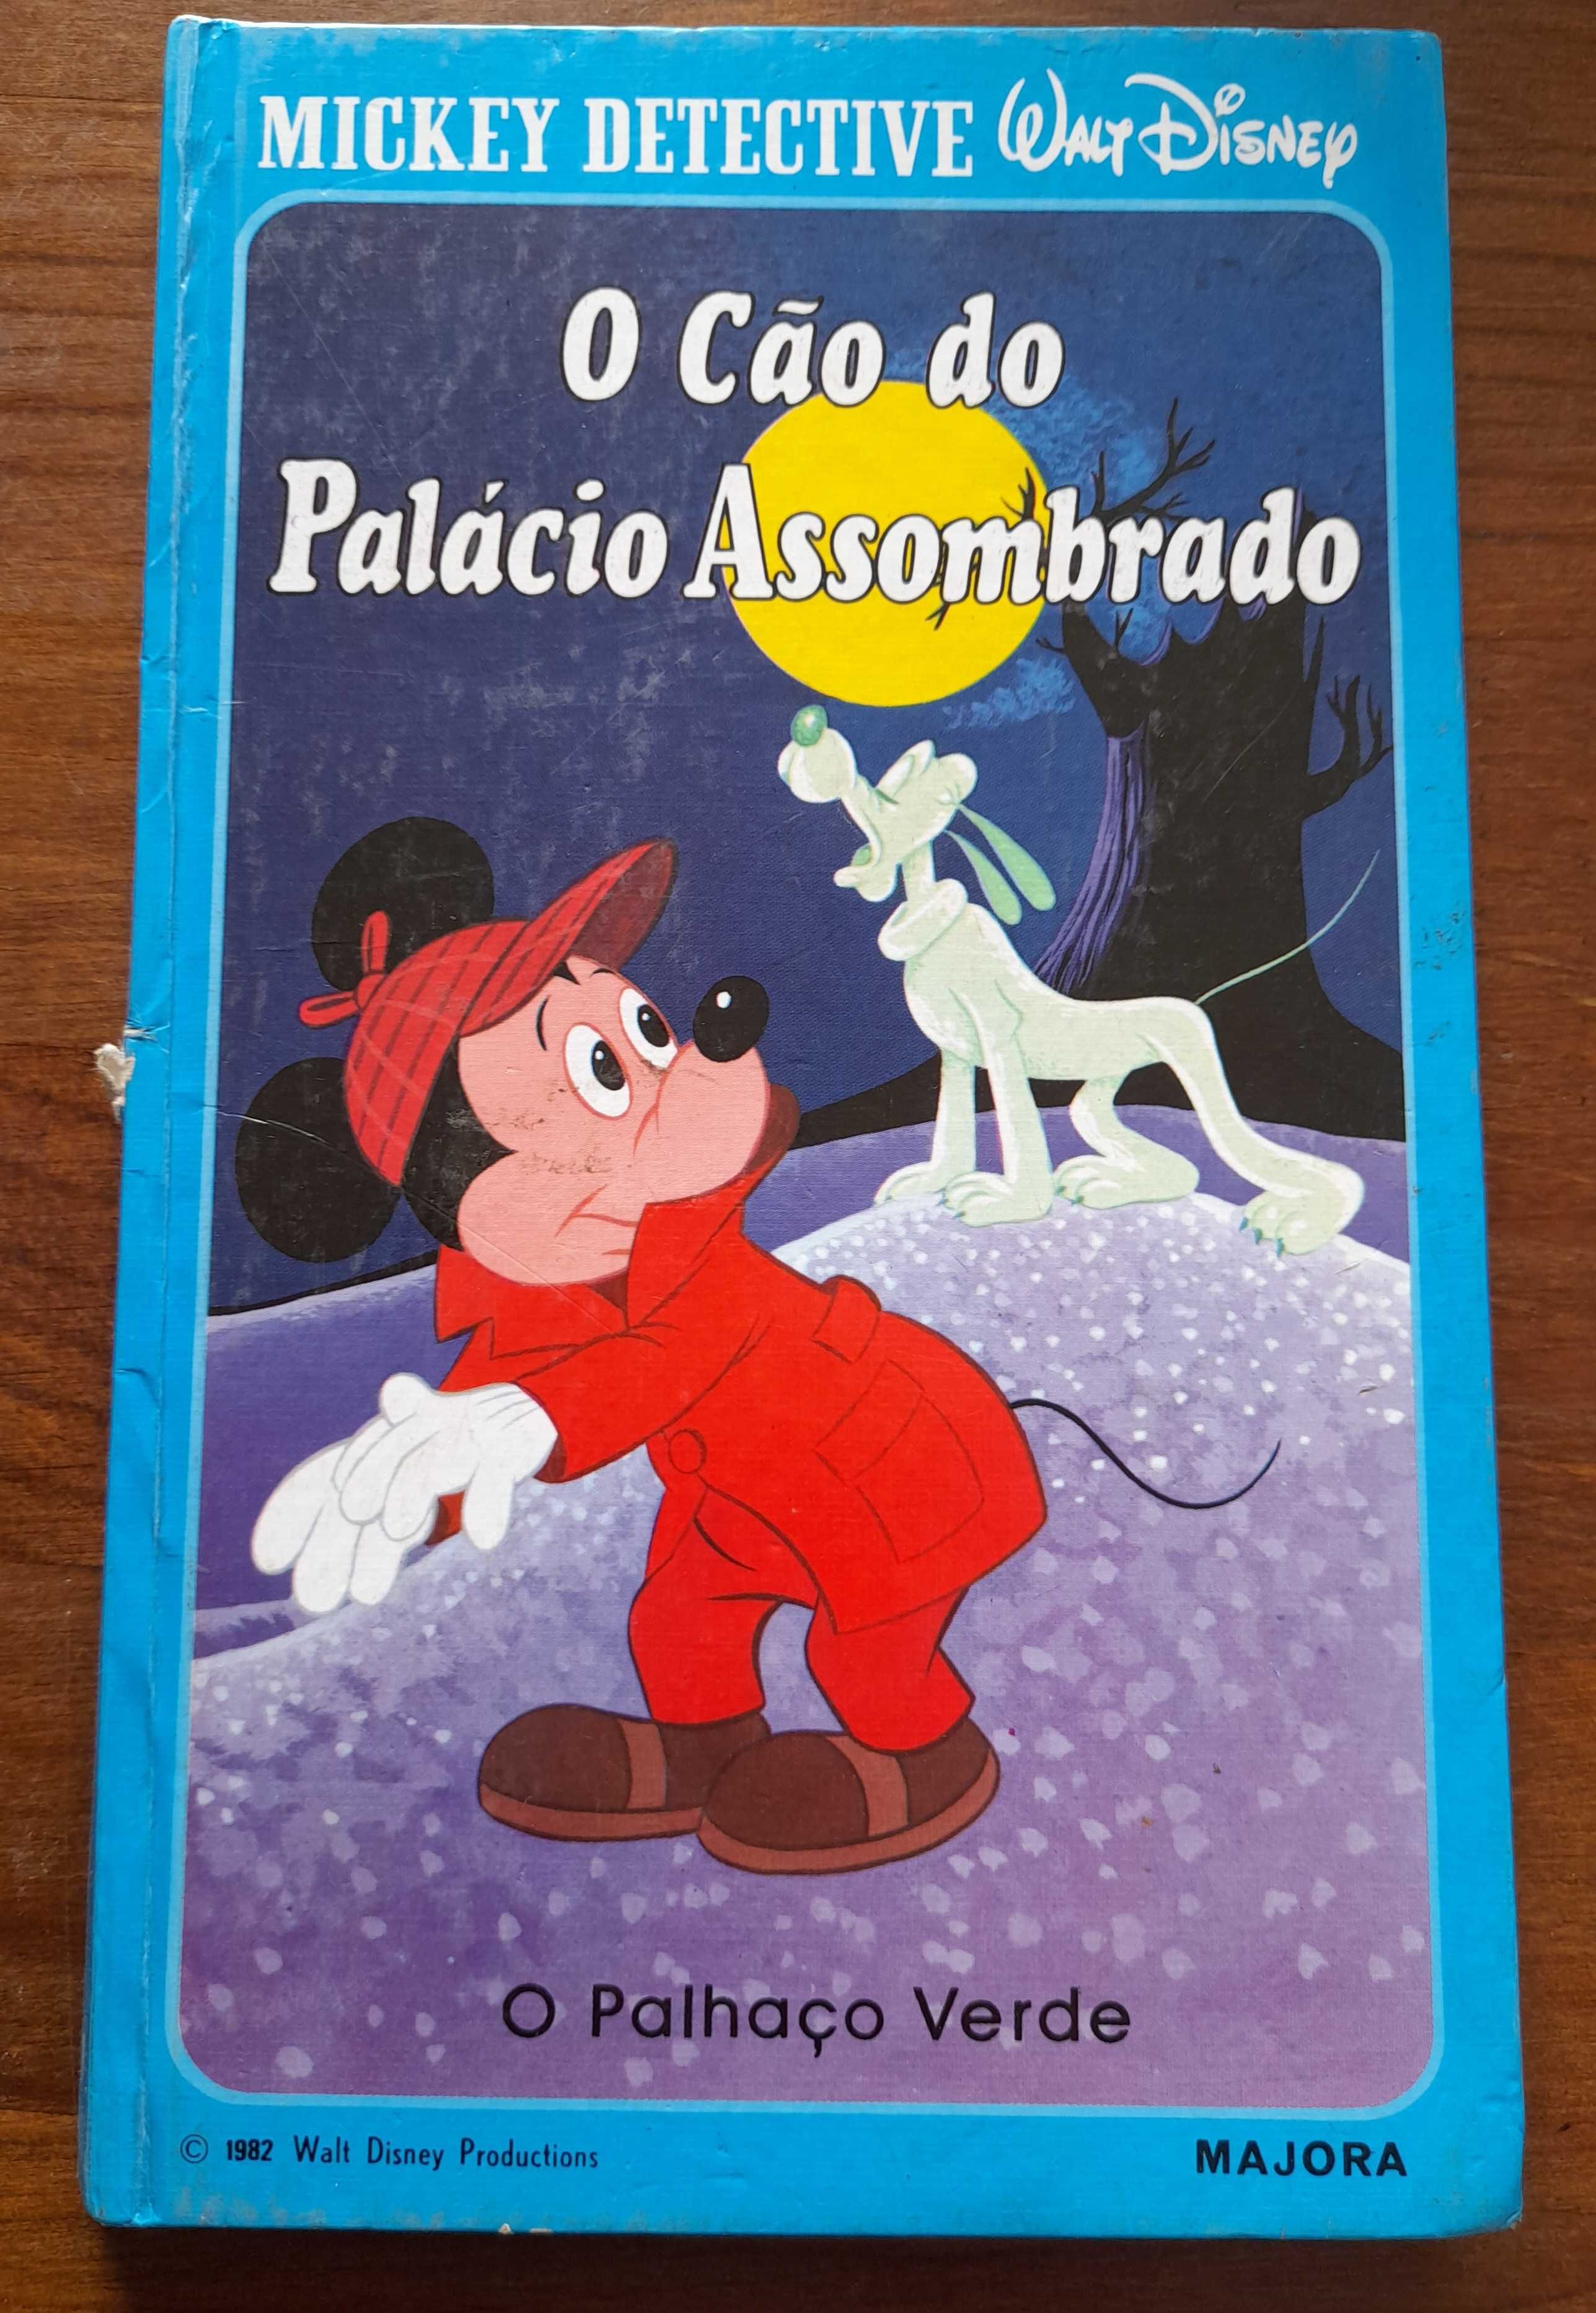 MICKEY DETECTIVE WALT DISNEY
O Cão do
Palácio Assombrado
O Palhaço Verde
© 1982 Walt Disney Productions
MAJORA